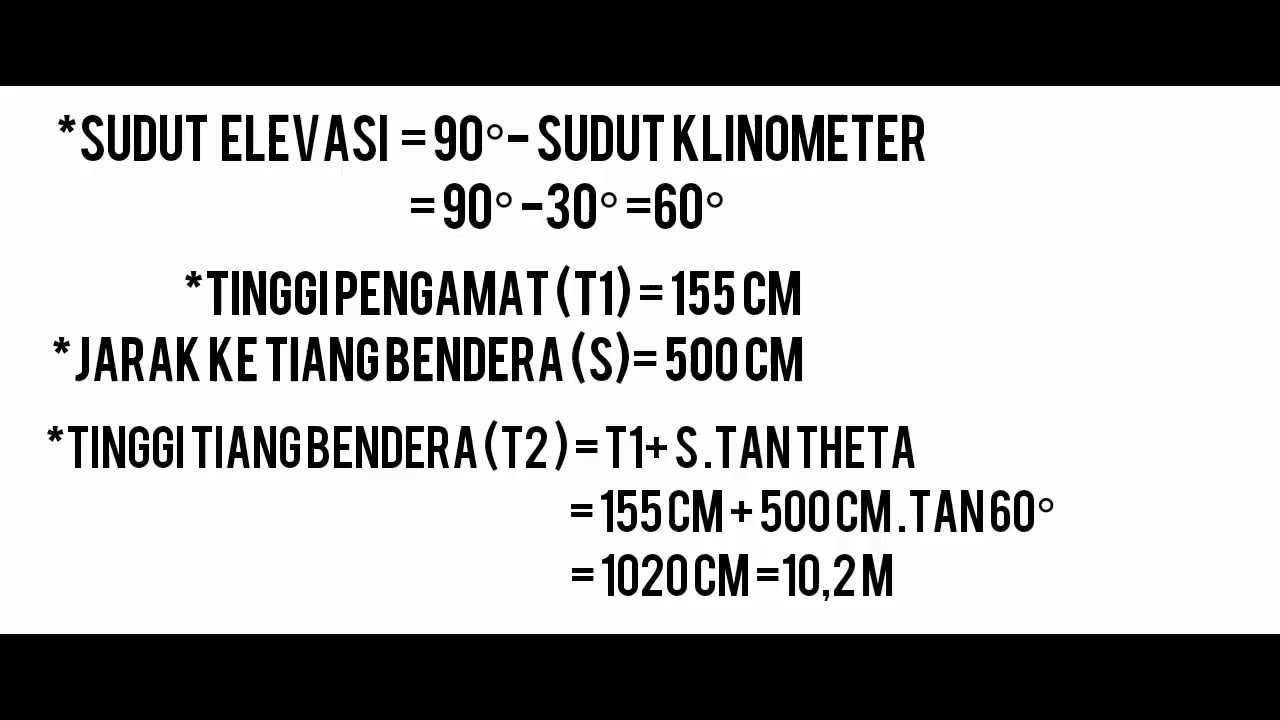 *SUDUT ELEVASI = 90° - SUDUT KLINOMETER
= 90° - 30° = 60°
*TINGGI PENGAMAT (T1) = 155 CM
*JARAK KE TIANG BENDERA (S) = 500 CM
*TINGGI TIANG BENDERA (T2) = T1+ S.TAN THETA
= 155 CM + 500 CM.TAN 60°
= 1020 CM = 10,2 M